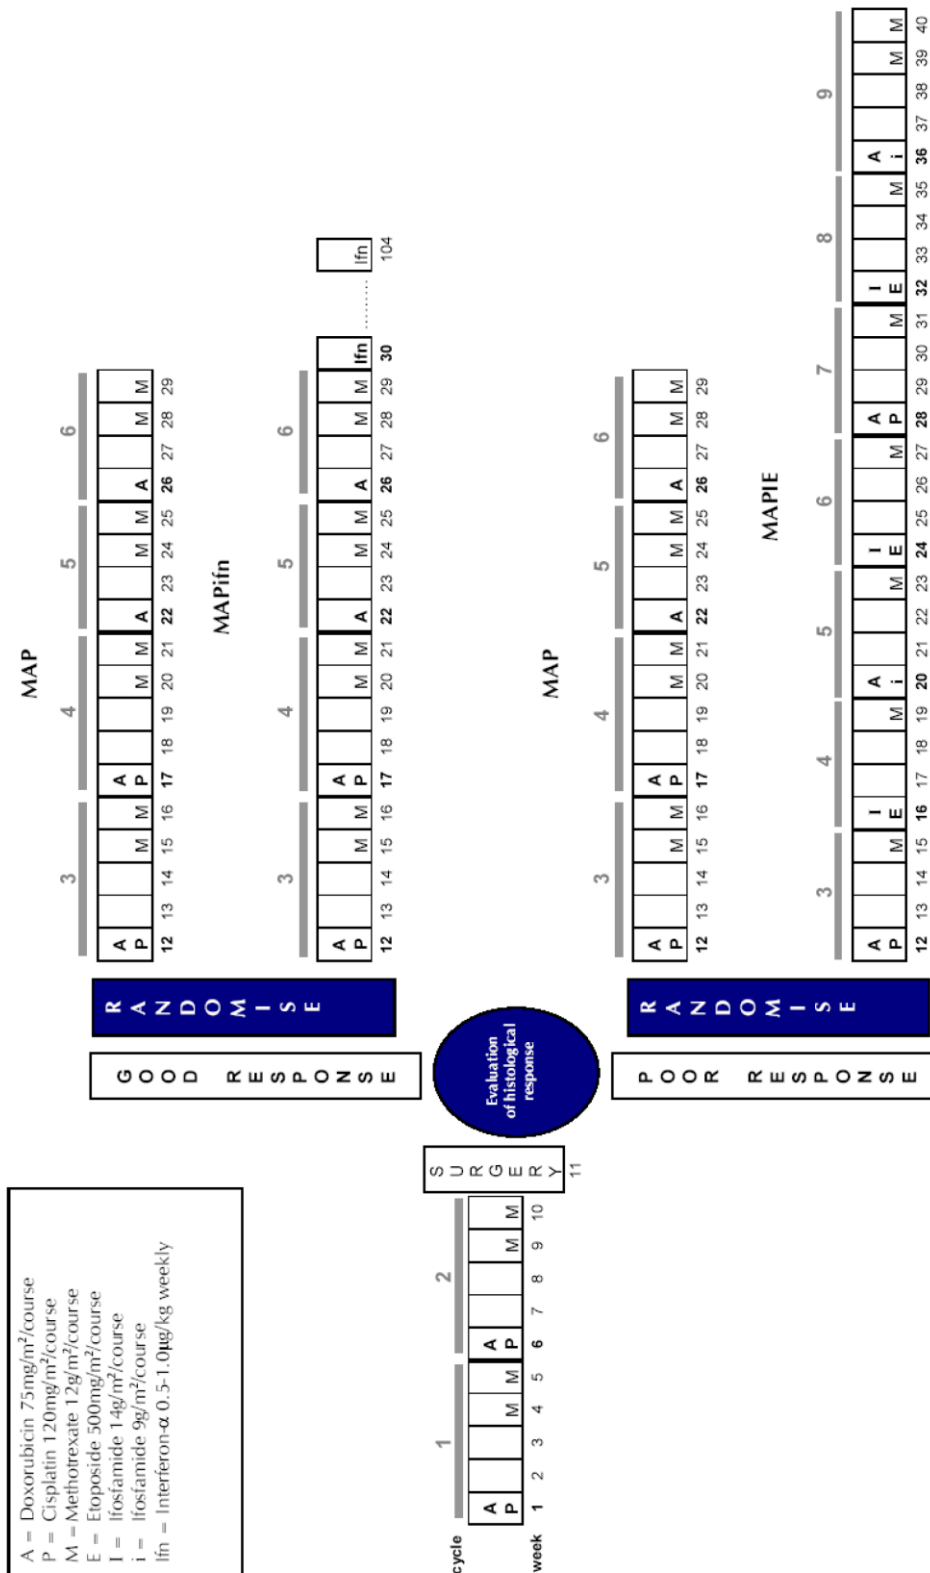 A = Doxorubicin 75mg/m²/course
P = Cisplatin 120mg/m²/course
M = Methotrexate 12g/m²/course
E = Etoposide 500mg/m²/course
I = Ifosfamide 14g/m²/course
i = Ifosfamide 9g/m²/course
Ifn = Interferon-α 0.5-1.0µg/kg weekly
cycle 1 2
A A
P M M P M M
week 1 2 3 4 5 6 7 8 9 10
SURGERY
11
Evaluation
of histological
response
GOOD RESPONSE
RANDOMISE
MAP
3 4 5 6
A A
P M M P M M A M M A M M
12 13 14 15 16 17 18 19 20 21 22 23 24 25 26 27 28 29
MAPifn
3 4 5 6
A A
P M M P M M A M M A M M Ifn ........ Ifn
12 13 14 15 16 17 18 19 20 21 22 23 24 25 26 27 28 29 30 104
POOR RESPONSE
RANDOMISE
MAP
3 4 5 6
A A
P M M P M M A M M A M M
12 13 14 15 16 17 18 19 20 21 22 23 24 25 26 27 28 29
MAPIE
3 4 5 6 7 8 9
A I A I A I A
P M E M i M E M P M E M i M M
12 13 14 15 16 17 18 19 20 21 22 23 24 25 26 27 28 29 30 31 32 33 34 35 36 37 38 39 40